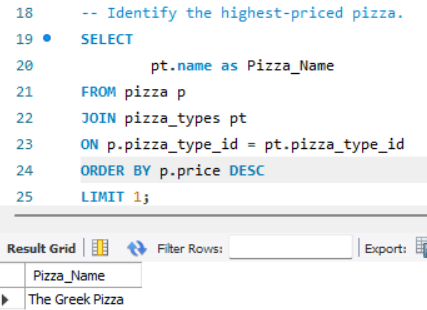 18 -- Identify the highest-priced pizza.
19 SELECT
20 pt.name as Pizza_Name
21 FROM pizza p
22 JOIN pizza_types pt
23 ON p.pizza_type_id = pt.pizza_type_id
24 ORDER BY p.price DESC
25 LIMIT 1;
Result Grid Filter Rows: Export:
Pizza_Name
The Greek Pizza